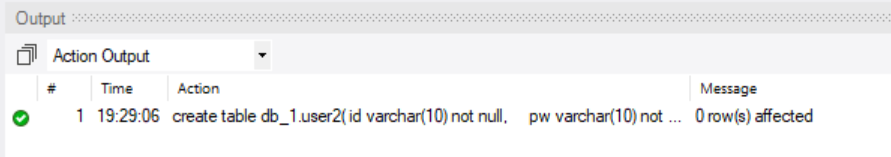 Output
Action Output
# Time Action Message
1 19:29:06 create table db_1.user2( id varchar(10) not null, pw varchar(10) not ... 0 row(s) affected